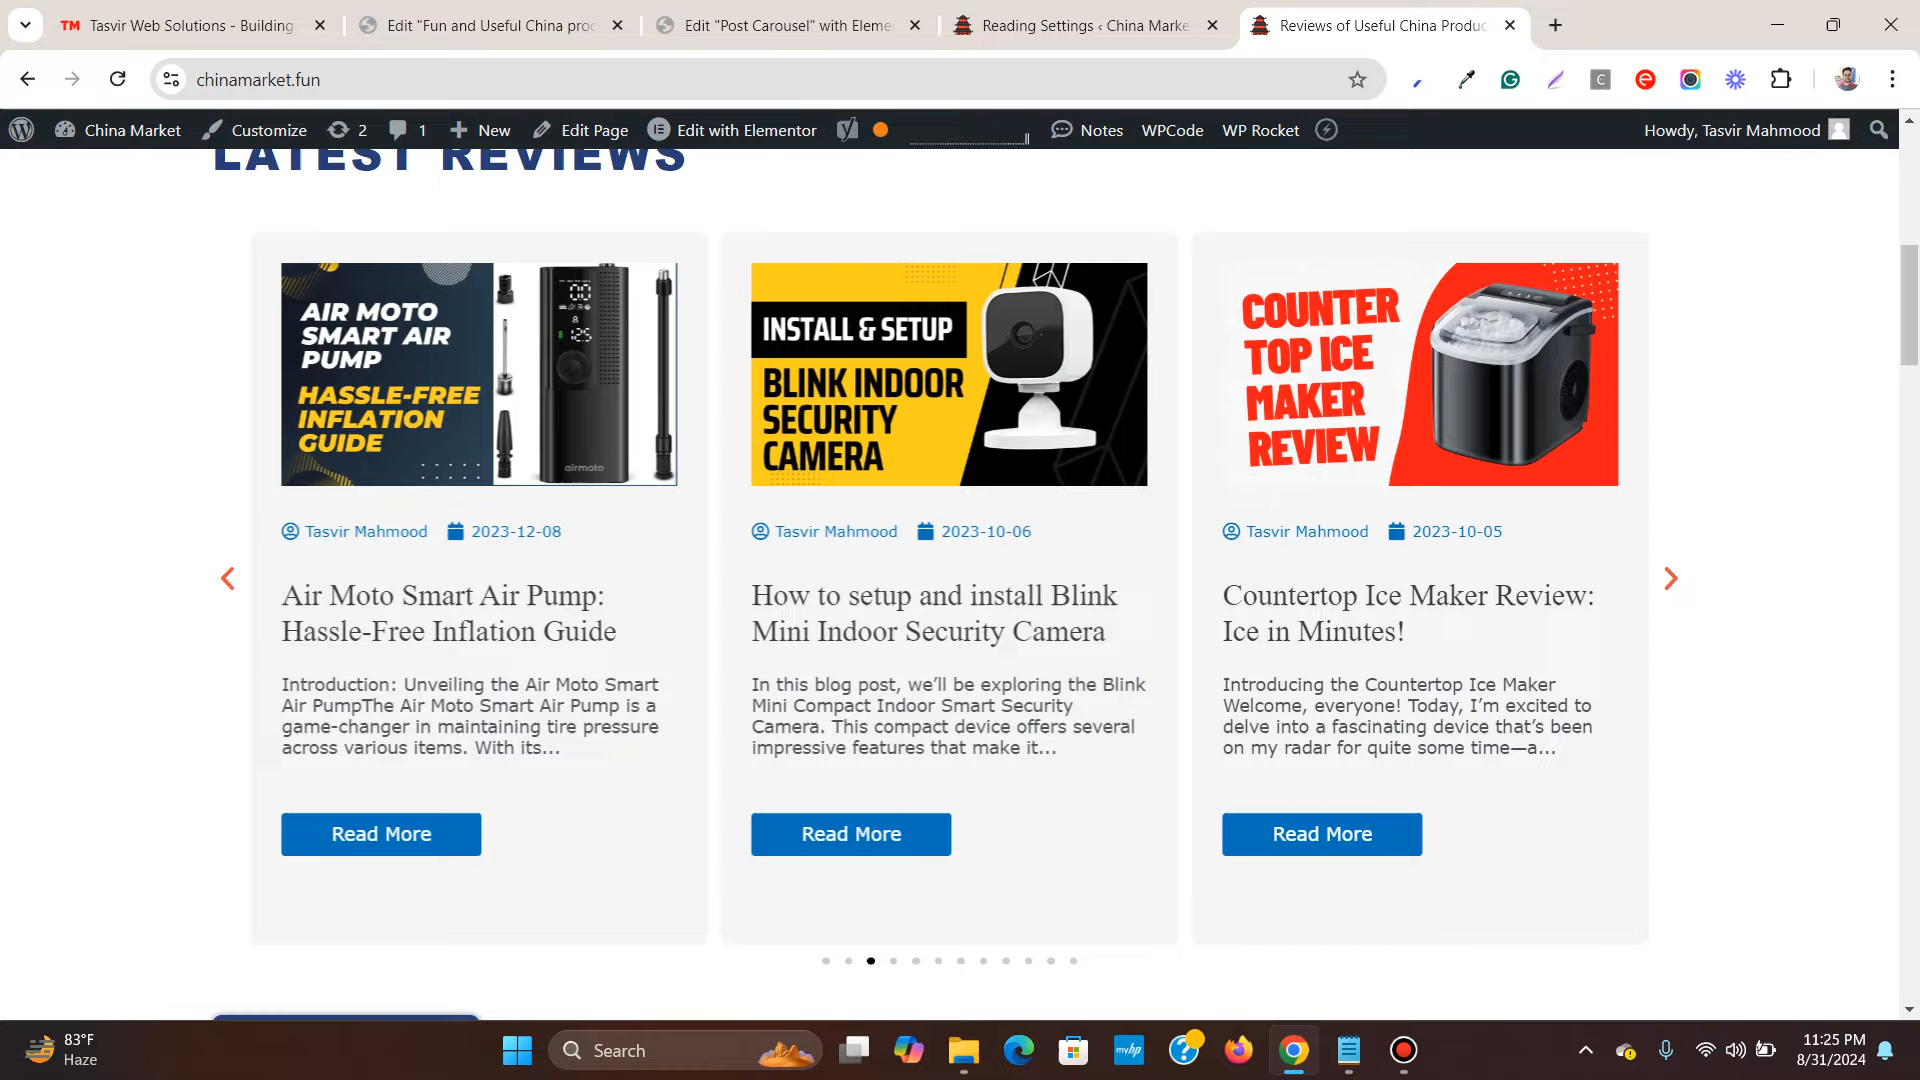 Tasvir Web Solutions - Building
Edit "Fun and Useful China prod
Edit "Post Carousel" with Eleme
Reading Settings ‹ China Marke
Reviews of Useful China Produc
chinamarket.fun
China Market
Customize
2
1
New
Edit Page
Edit with Elementor
Notes
WPCode
WP Rocket
Howdy, Tasvir Mahmood
LATEST REVIEWS
AIR MOTO
SMART AIR
PUMP
HASSLE-FREE
INFLATION
GUIDE
airmoto
INSTALL & SETUP
BLINK INDOOR
SECURITY
CAMERA
COUNTER
TOP ICE
MAKER
REVIEW
Tasvir Mahmood 2023-12-08
Air Moto Smart Air Pump:
Hassle-Free Inflation Guide
Introduction: Unveiling the Air Moto Smart
Air PumpThe Air Moto Smart Air Pump is a
game-changer in maintaining tire pressure
across various items. With its...
Read More
Tasvir Mahmood 2023-10-06
How to setup and install Blink
Mini Indoor Security Camera
In this blog post, we’ll be exploring the Blink
Mini Compact Indoor Smart Security
Camera. This compact device offers several
impressive features that make it...
Read More
Tasvir Mahmood 2023-10-05
Countertop Ice Maker Review:
Ice in Minutes!
Introducing the Countertop Ice Maker
Welcome, everyone! Today, I’m excited to
delve into a fascinating device that’s been
on my radar for quite some time—a...
Read More
83°F
Haze
Search
myhp
11:25 PM
8/31/2024